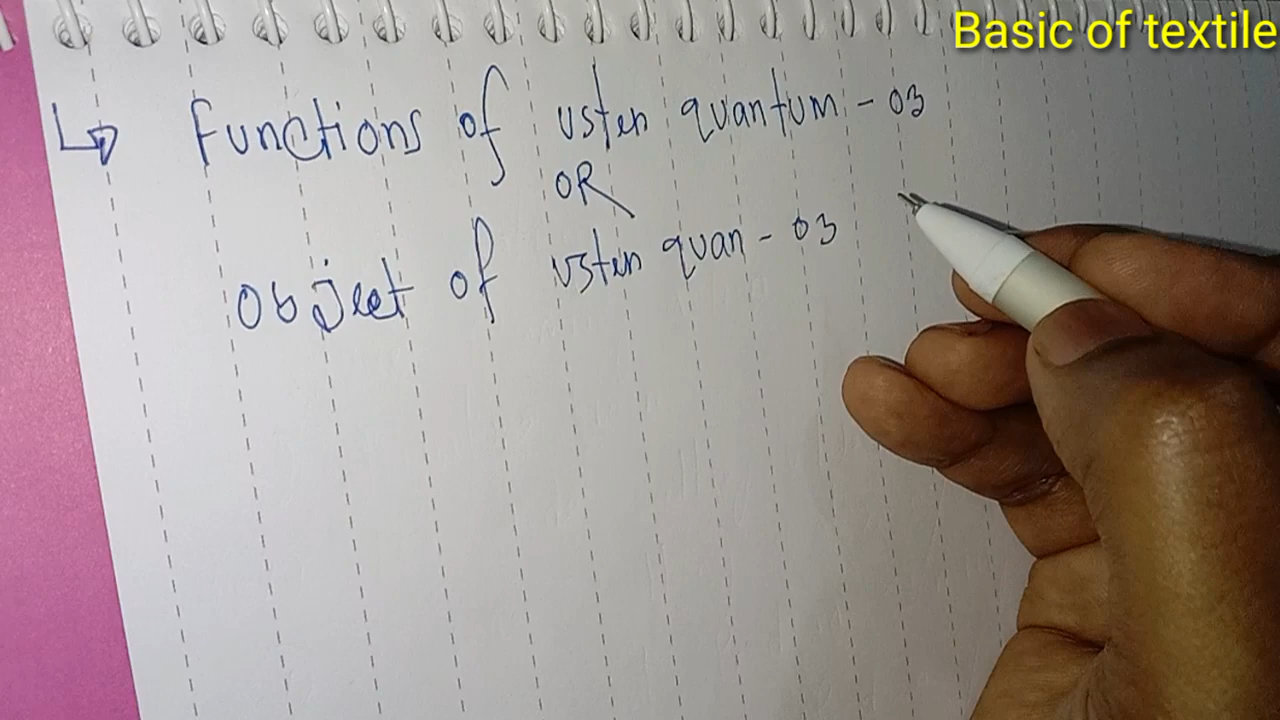 Basic of textile
Functions of uster quantum - 03
OR
Object of uster quan - 03